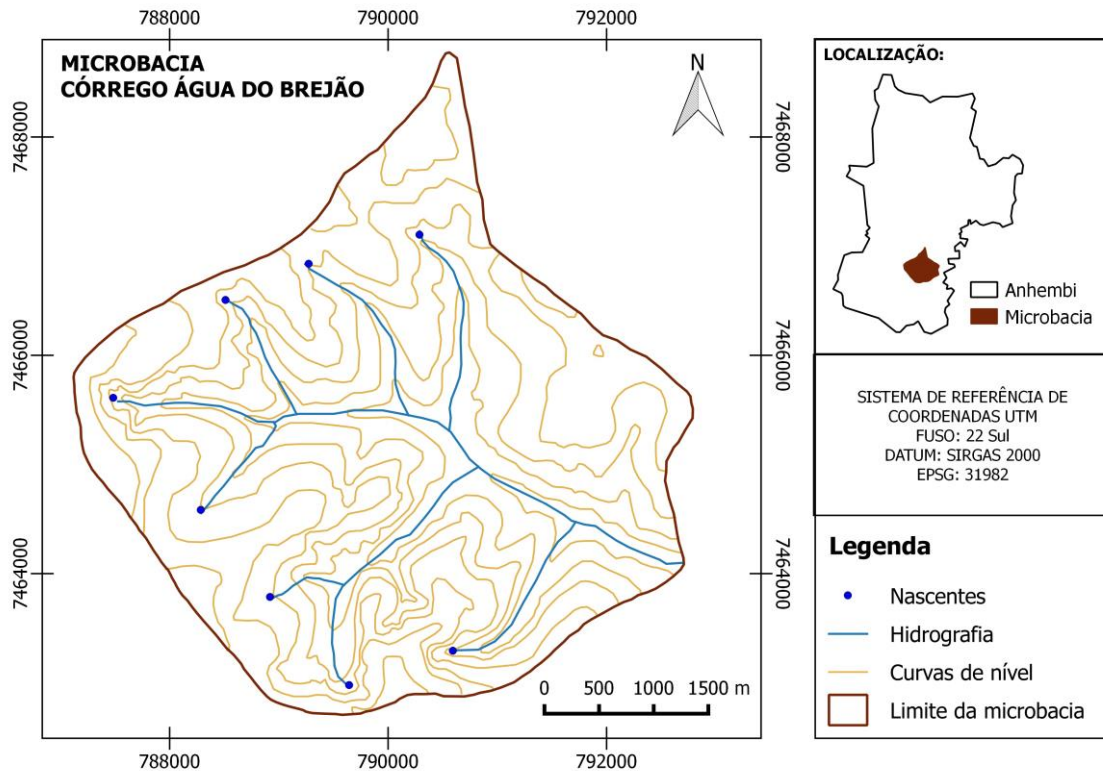 788000
790000
792000
MICROBACIA
CÓRREGO ÁGUA DO BREJÃO
N
7468000
7468000
7466000
7466000
7464000
7464000
0 500 1000 1500 m
788000
790000
792000
LOCALIZAÇÃO:
Anhembi
Microbacia
SISTEMA DE REFERÊNCIA DE
COORDENADAS UTM
FUSO: 22 Sul
DATUM: SIRGAS 2000
EPSG: 31982
Legenda
Nascentes
Hidrografia
Curvas de nível
Limite da microbacia